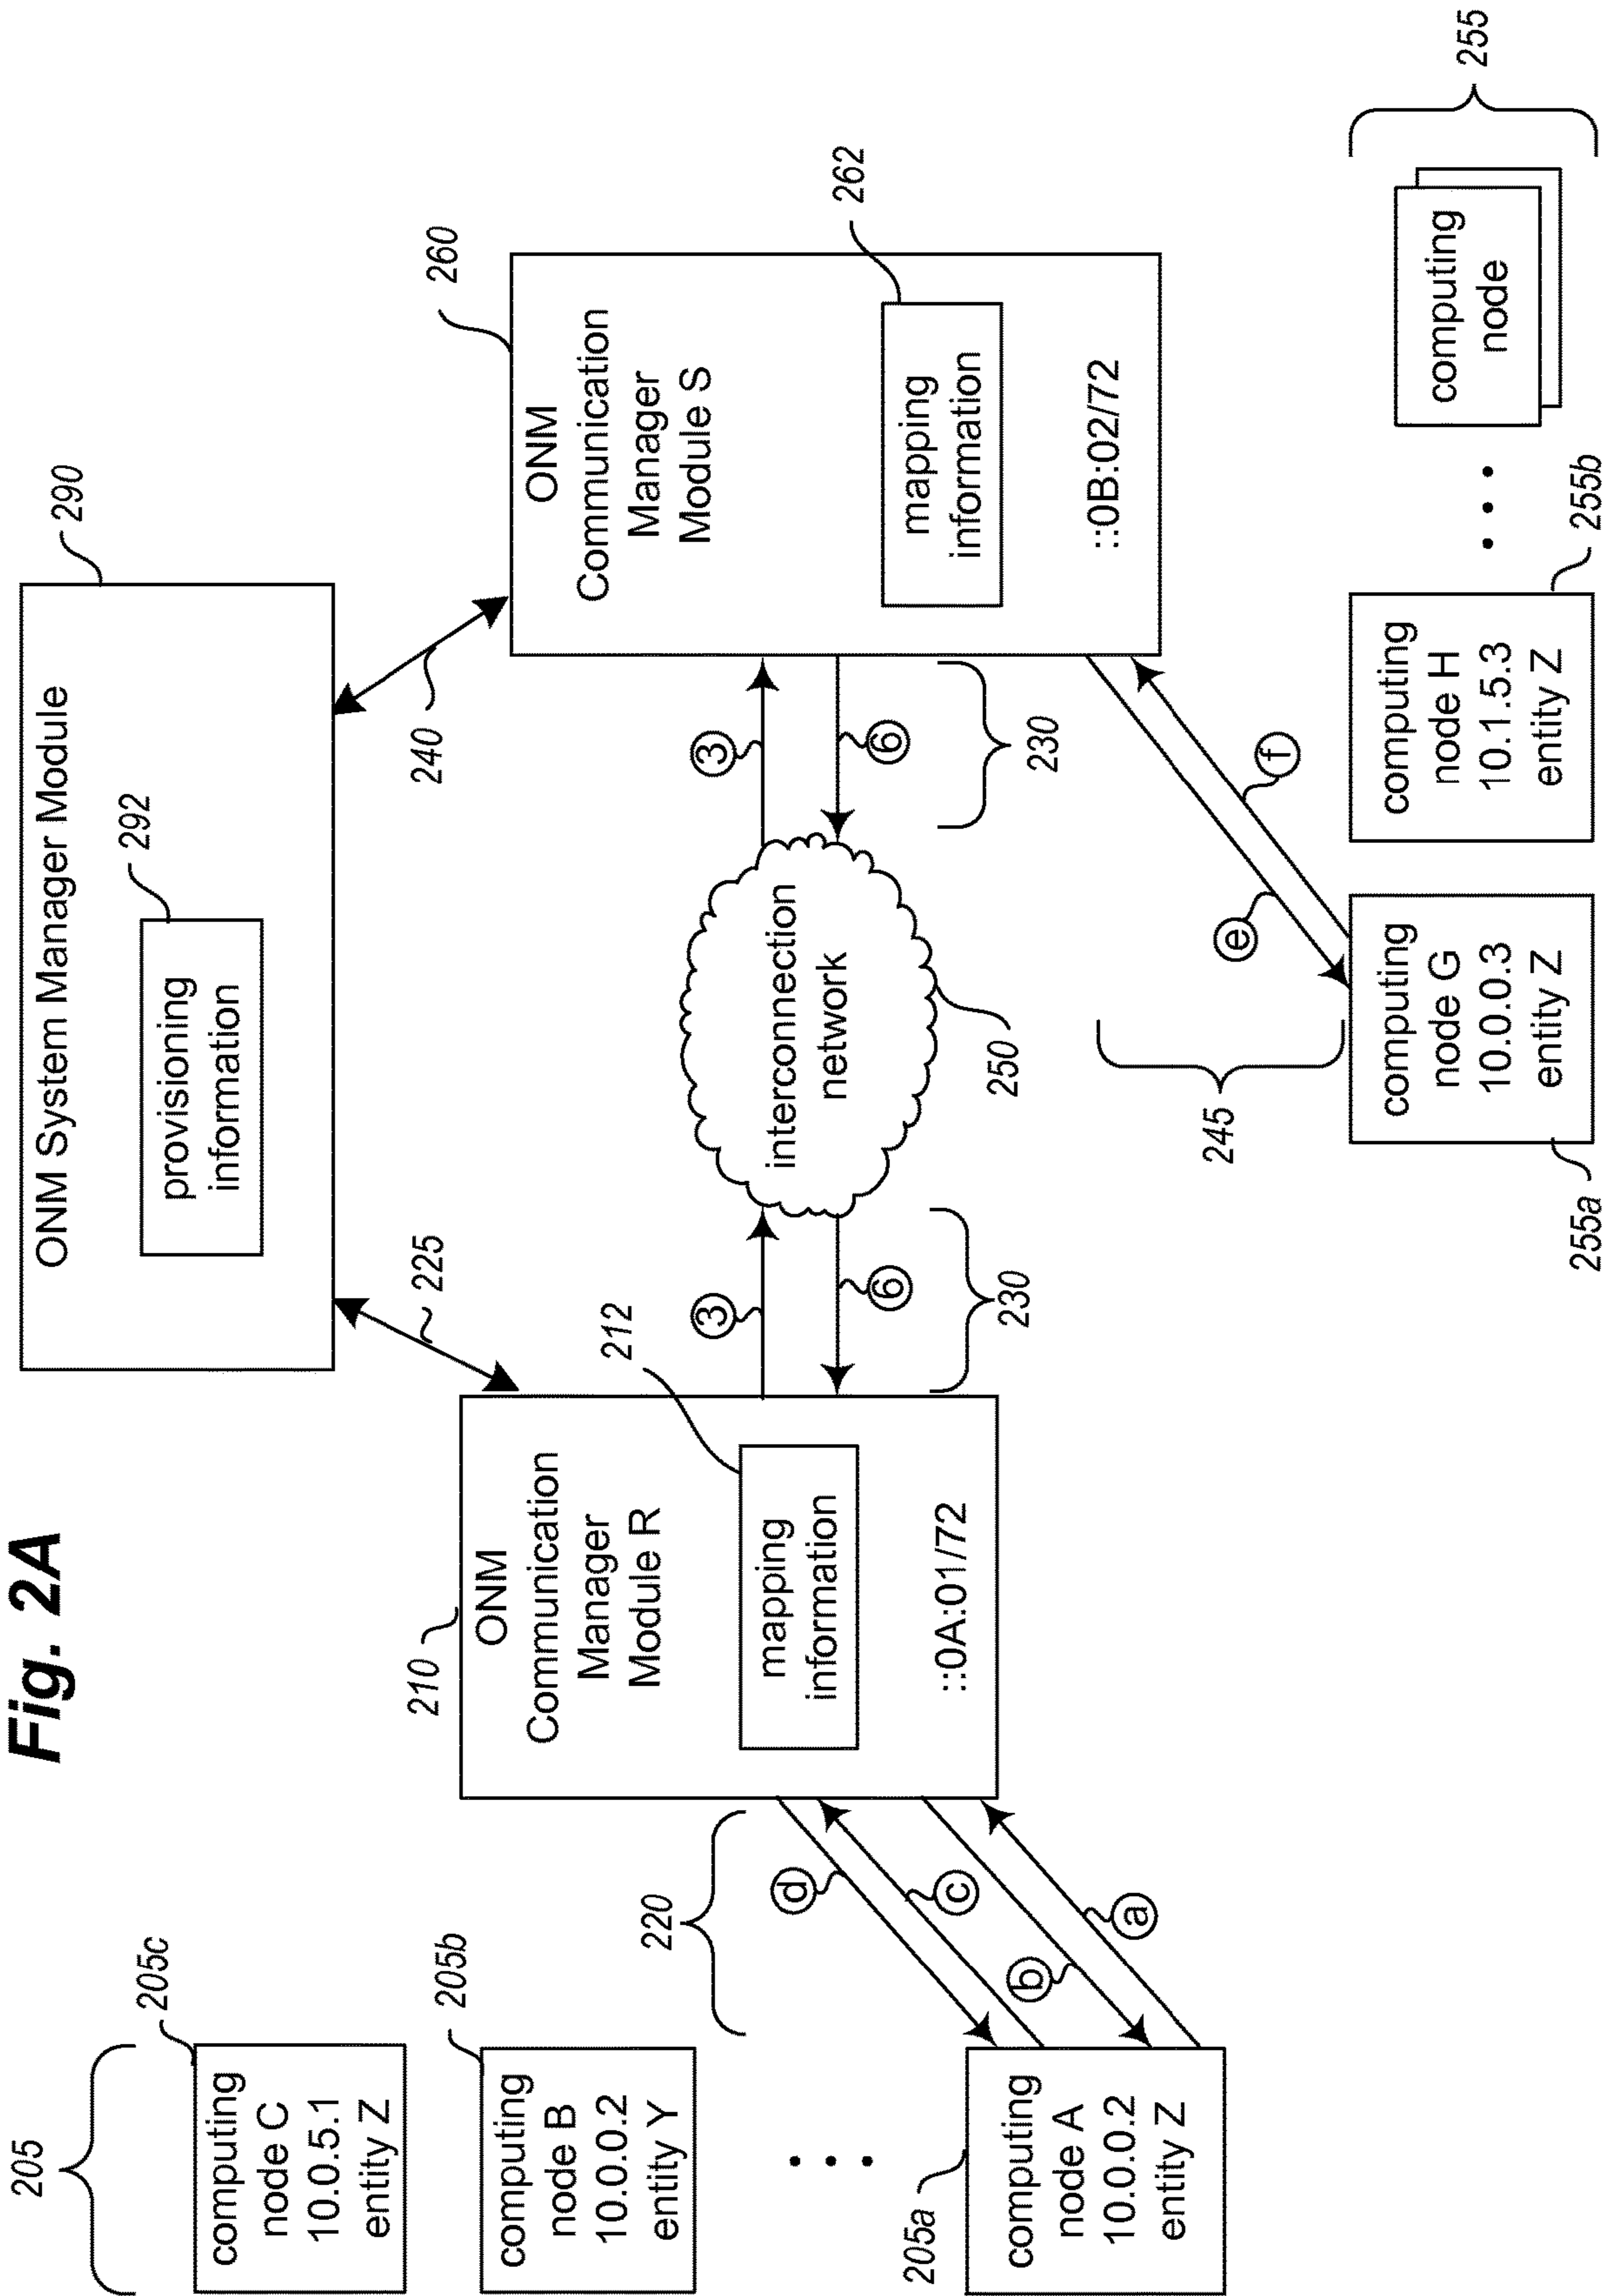 Fig. 2A
205
205c
computing
node C
10.0.5.1
entity Z
205b
computing
node B
10.0.0.2
entity Y
205a
computing
node A
10.0.0.2
entity Z
220
d
c
b
a
210
ONM
Communication
Manager
Module R
212
mapping
information
::0A:01/72
225
ONM System Manager Module
290
292
provisioning
information
240
3
6
230
interconnection
network
250
3
6
230
260
ONM
Communication
Manager
Module S
262
mapping
information
::0B:02/72
245
e
f
255a
computing
node G
10.0.0.3
entity Z
255b
computing
node H
10.1.5.3
entity Z
255
computing
node